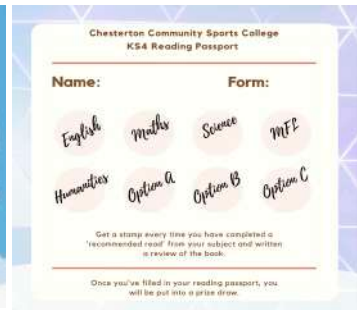 Chesterton Community Sports College
KS4 Reading Passport
Name: Form:
English Maths Science MFL
Humanities Option A Option B Option C
Get a stamp every time you have completed a
'recommended read' from your subject and written
a review of the book.
Once you've filled in your reading passport, you
will be put into a prize draw.